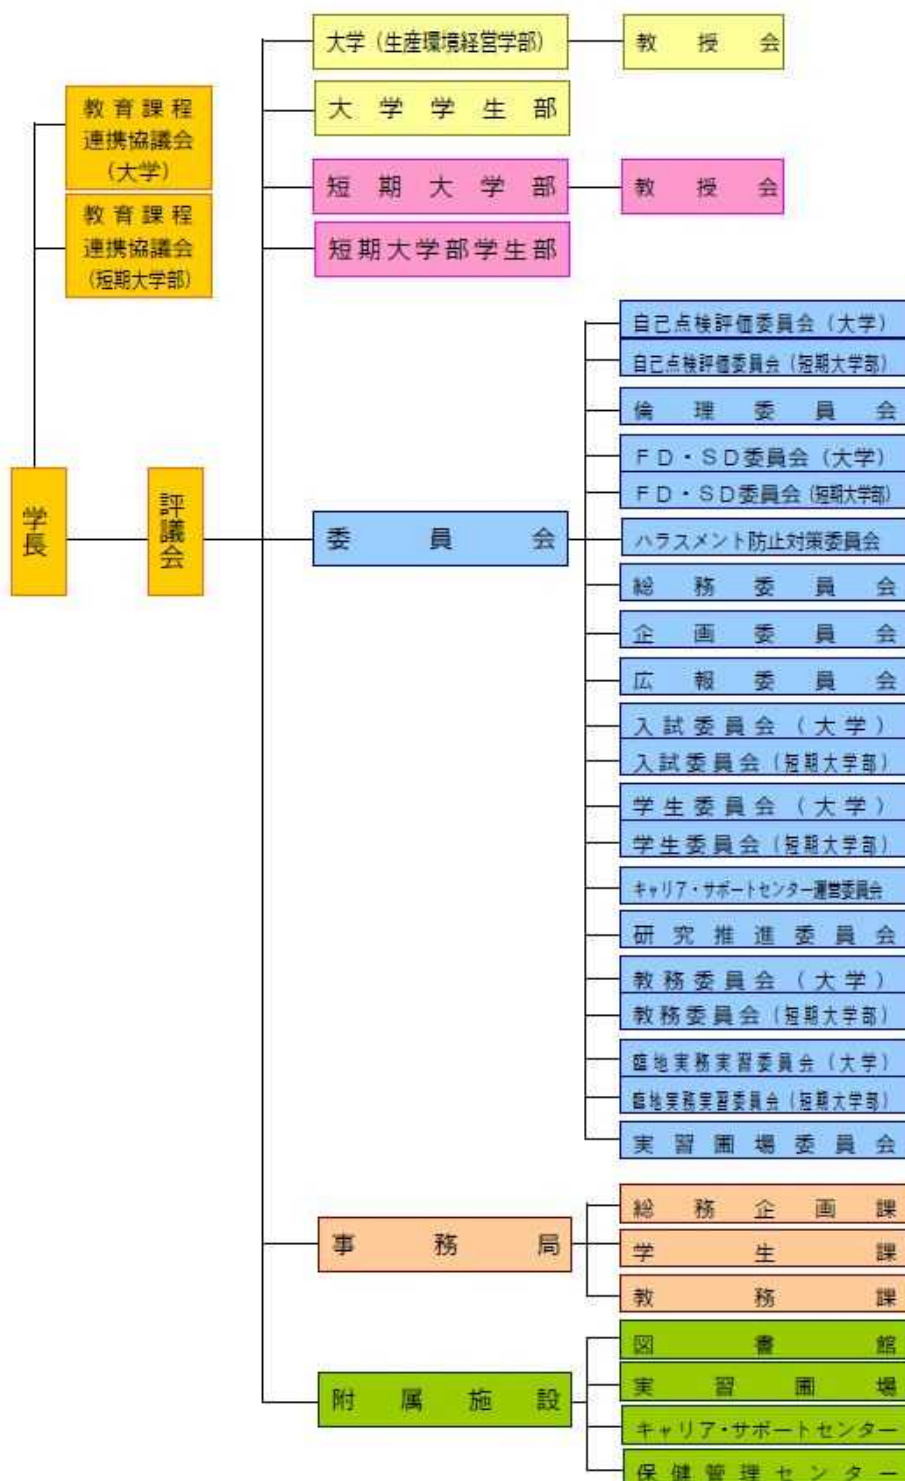 教育課程
連携協議会
(大学)
教育課程
連携協議会
(短期大学部)
学長
評議会
大学(生産環境経営学部)
教授会
大学学生部
短期大学部
教授会
短期大学部学生部
委員会
自己点検評価委員会(大学)
自己点検評価委員会(短期大学部)
倫理委員会
FD・SD委員会(大学)
FD・SD委員会(短期大学部)
ハラスメント防止対策委員会
総務委員会
企画委員会
広報委員会
入試委員会(大学)
入試委員会(短期大学部)
学生委員会(大学)
学生委員会(短期大学部)
キャリア・サポートセンター運営委員会
研究推進委員会
教務委員会(大学)
教務委員会(短期大学部)
臨地実務実習委員会(大学)
臨地実務実習委員会(短期大学部)
実習圃場委員会
事務局
総務企画課
学生課
教務課
附属施設
図書館
実習圃場
キャリア・サポートセンター
保健管理センター